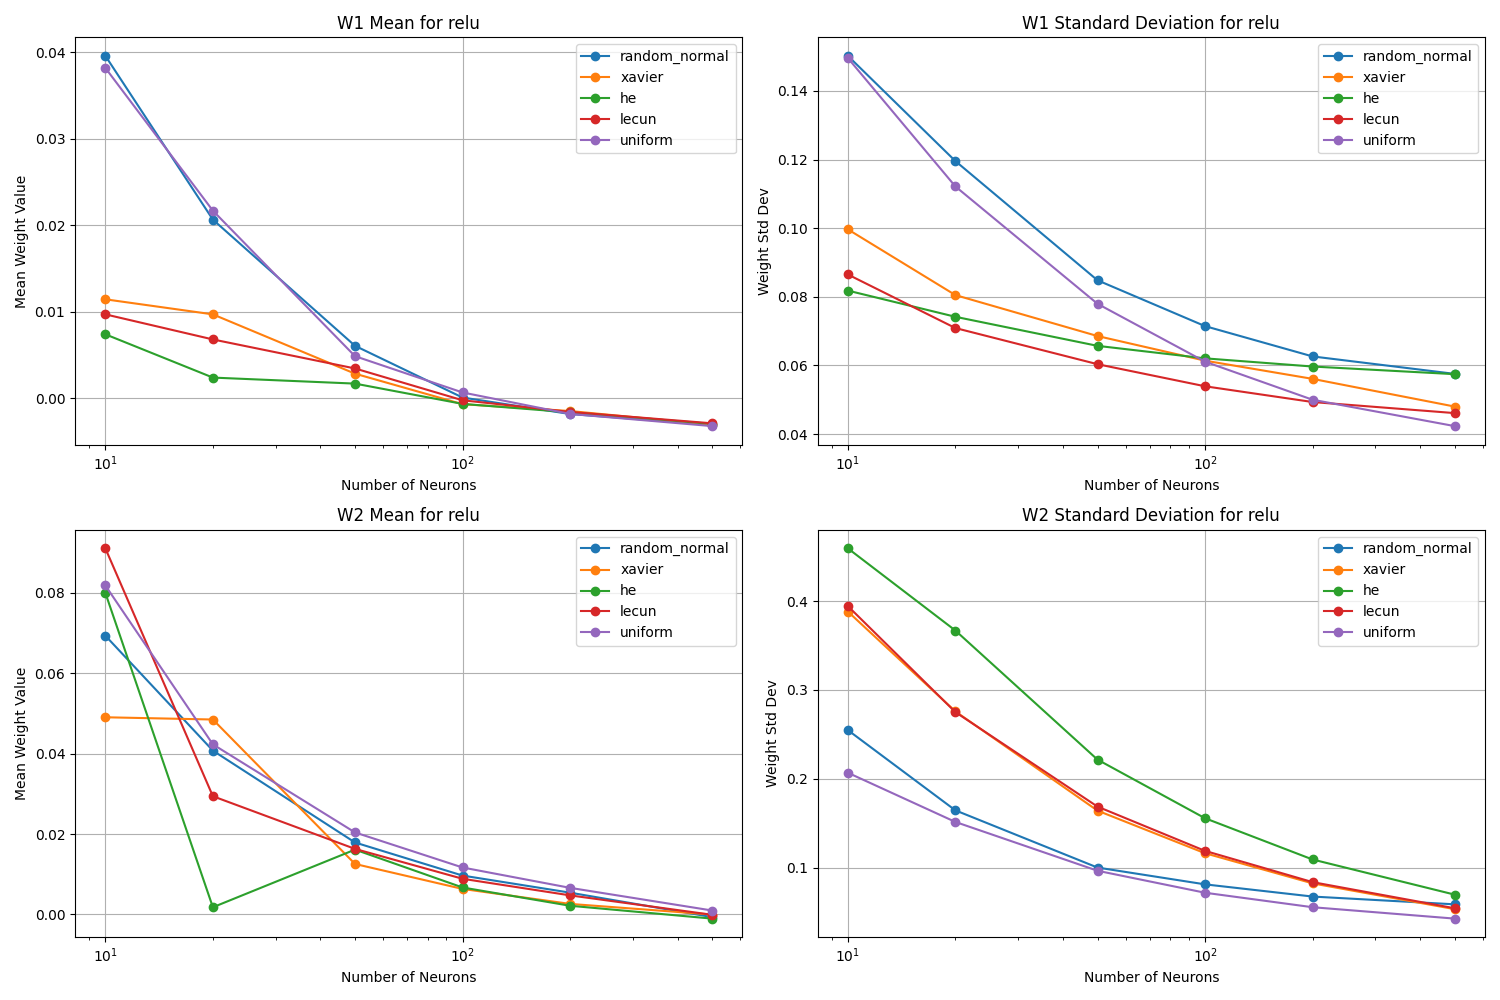 W1 Mean for relu
Mean Weight Value
0.04
0.03
0.02
0.01
0.00
random_normal
xavier
he
lecun
uniform
10¹
10²
Number of Neurons
W1 Standard Deviation for relu
Weight Std Dev
0.14
0.12
0.10
0.08
0.06
0.04
random_normal
xavier
he
lecun
uniform
10¹
10²
Number of Neurons
W2 Mean for relu
Mean Weight Value
0.08
0.06
0.04
0.02
0.00
random_normal
xavier
he
lecun
uniform
10¹
10²
Number of Neurons
W2 Standard Deviation for relu
Weight Std Dev
0.4
0.3
0.2
0.1
random_normal
xavier
he
lecun
uniform
10¹
10²
Number of Neurons